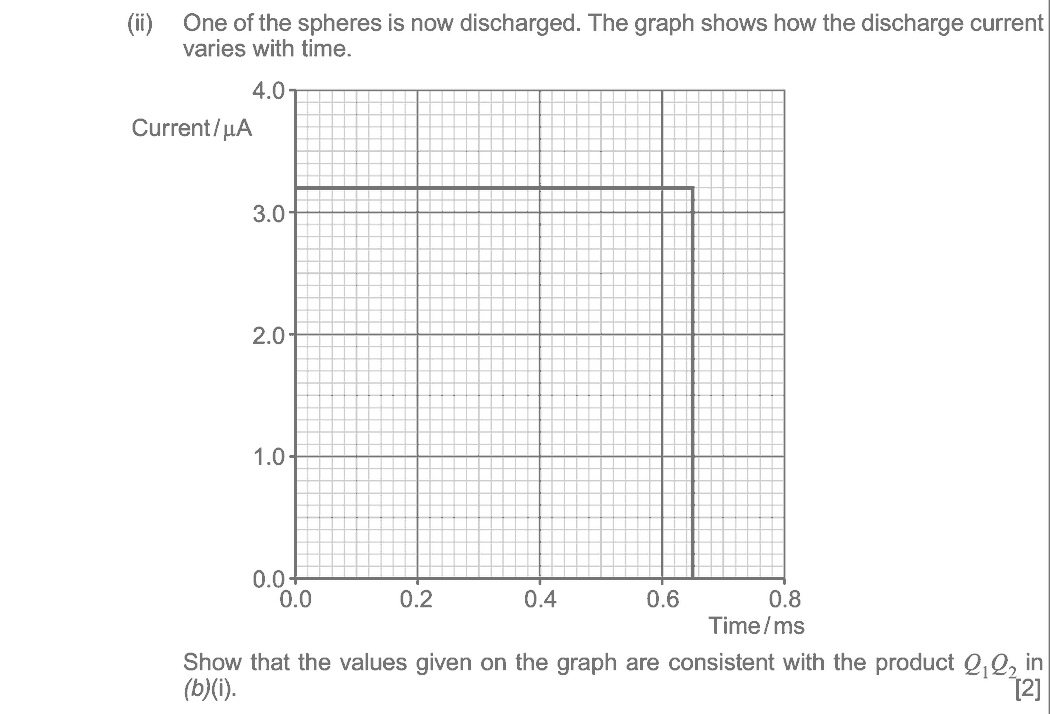 (ii) One of the spheres is now discharged. The graph shows how the discharge current
varies with time.
4.0
Current / μA
3.0
2.0
1.0
0.0
0.0 0.2 0.4 0.6 0.8
Time / ms
Show that the values given on the graph are consistent with the product Q₁Q₂ in
(b)(i). [2]